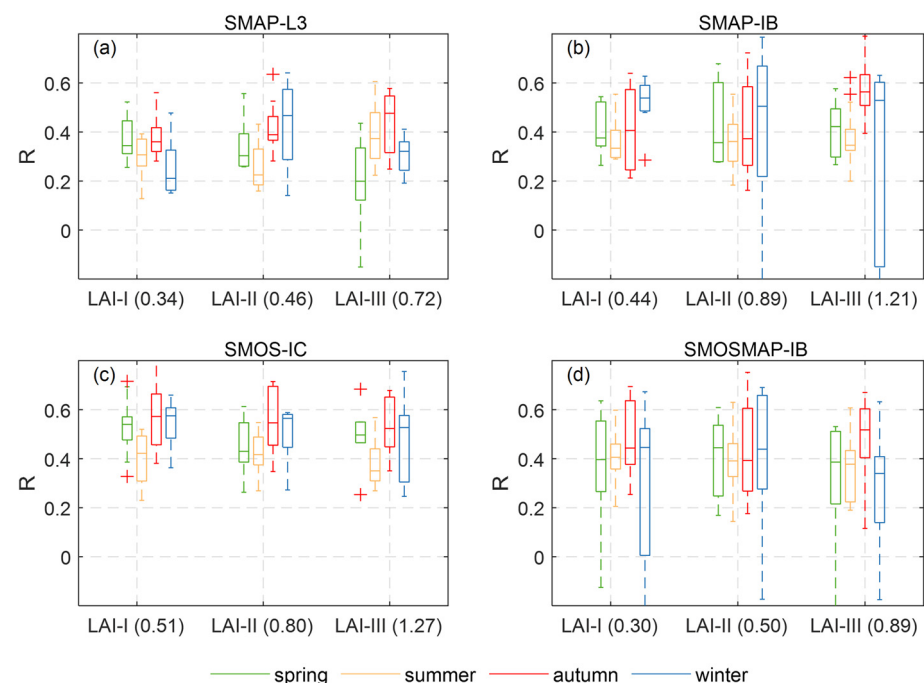 SMAP-L3 SMAP-IB
(a) (b)
0.6 0.6
0.4 0.4
R R
0.2 0.2
0 0
LAI-I (0.34) LAI-II (0.46) LAI-III (0.72) LAI-I (0.44) LAI-II (0.89) LAI-III (1.21)
SMOS-IC SMOSMAP-IB
(c) (d)
0.6 0.6
0.4 0.4
R R
0.2 0.2
0 0
LAI-I (0.51) LAI-II (0.80) LAI-III (1.27) LAI-I (0.30) LAI-II (0.50) LAI-III (0.89)
spring summer autumn winter